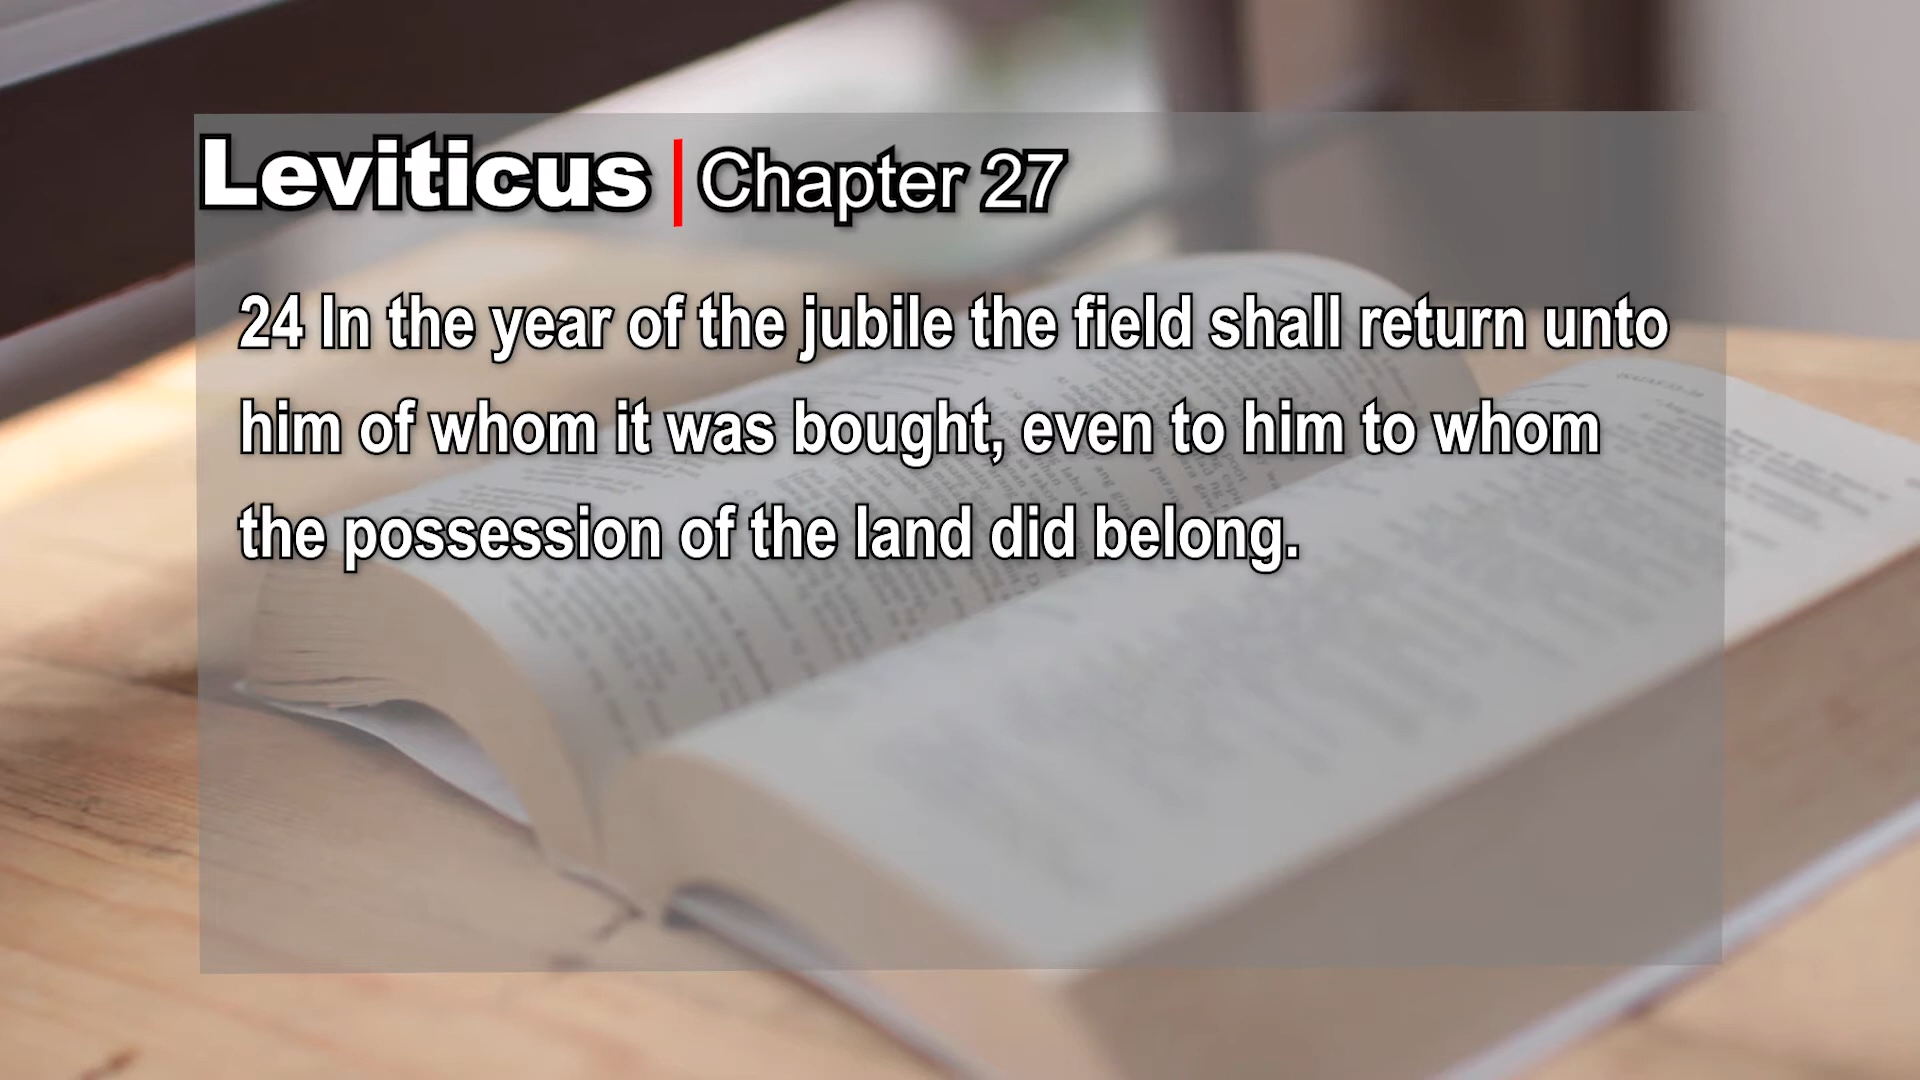 Leviticus | Chapter 27
24 In the year of the jubile the field shall return unto
him of whom it was bought, even to him to whom
the possession of the land did belong.